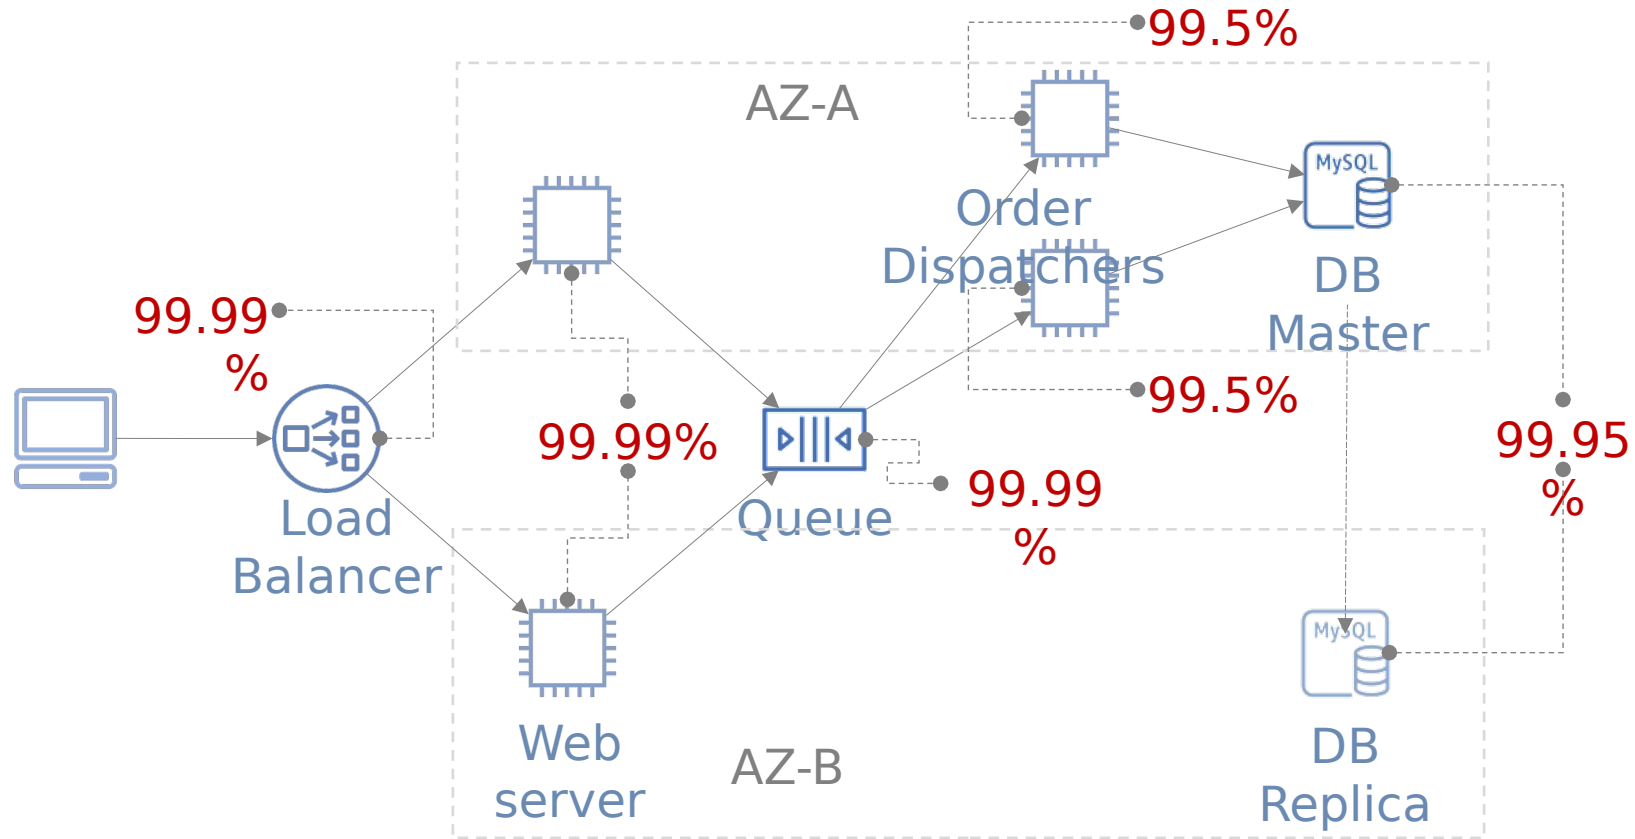 99.5%
AZ-A
MySQL
Order
Dispatchers
DB
Master
99.99
%
99.5%
99.99%
99.95
%
Load
Balancer
Queue
99.99
%
MySQL
Web
server
AZ-B
DB
Replica